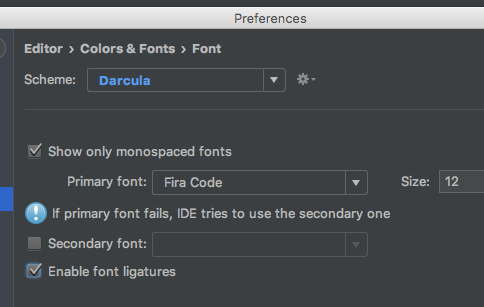 Preferences
Editor › Colors & Fonts › Font
Scheme: Darcula
Show only monospaced fonts
Primary font: Fira Code Size: 12
If primary font fails, IDE tries to use the secondary one
Secondary font:
Enable font ligatures